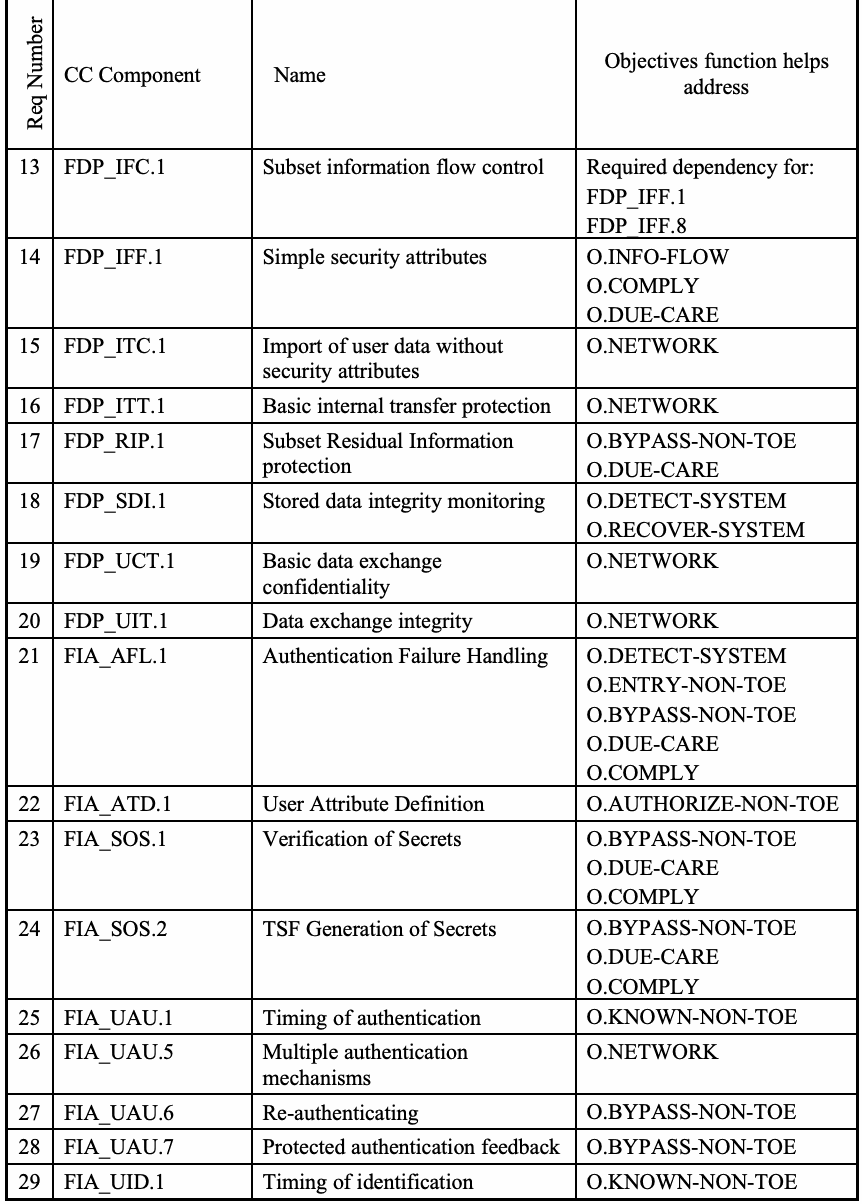 Req Number
CC Component
Name
Objectives function helps
address
13 FDP_IFC.1 Subset information flow control Required dependency for:
FDP_IFF.1
FDP_IFF.8
14 FDP_IFF.1 Simple security attributes O.INFO-FLOW
O.COMPLY
O.DUE-CARE
15 FDP_ITC.1 Import of user data without O.NETWORK
security attributes
16 FDP_ITT.1 Basic internal transfer protection O.NETWORK
17 FDP_RIP.1 Subset Residual Information O.BYPASS-NON-TOE
protection O.DUE-CARE
18 FDP_SDI.1 Stored data integrity monitoring O.DETECT-SYSTEM
O.RECOVER-SYSTEM
19 FDP_UCT.1 Basic data exchange O.NETWORK
confidentiality
20 FDP_UIT.1 Data exchange integrity O.NETWORK
21 FIA_AFL.1 Authentication Failure Handling O.DETECT-SYSTEM
O.ENTRY-NON-TOE
O.BYPASS-NON-TOE
O.DUE-CARE
O.COMPLY
22 FIA_ATD.1 User Attribute Definition O.AUTHORIZE-NON-TOE
23 FIA_SOS.1 Verification of Secrets O.BYPASS-NON-TOE
O.DUE-CARE
O.COMPLY
24 FIA_SOS.2 TSF Generation of Secrets O.BYPASS-NON-TOE
O.DUE-CARE
O.COMPLY
25 FIA_UAU.1 Timing of authentication O.KNOWN-NON-TOE
26 FIA_UAU.5 Multiple authentication O.NETWORK
mechanisms
27 FIA_UAU.6 Re-authenticating O.BYPASS-NON-TOE
28 FIA_UAU.7 Protected authentication feedback O.BYPASS-NON-TOE
29 FIA_UID.1 Timing of identification O.KNOWN-NON-TOE